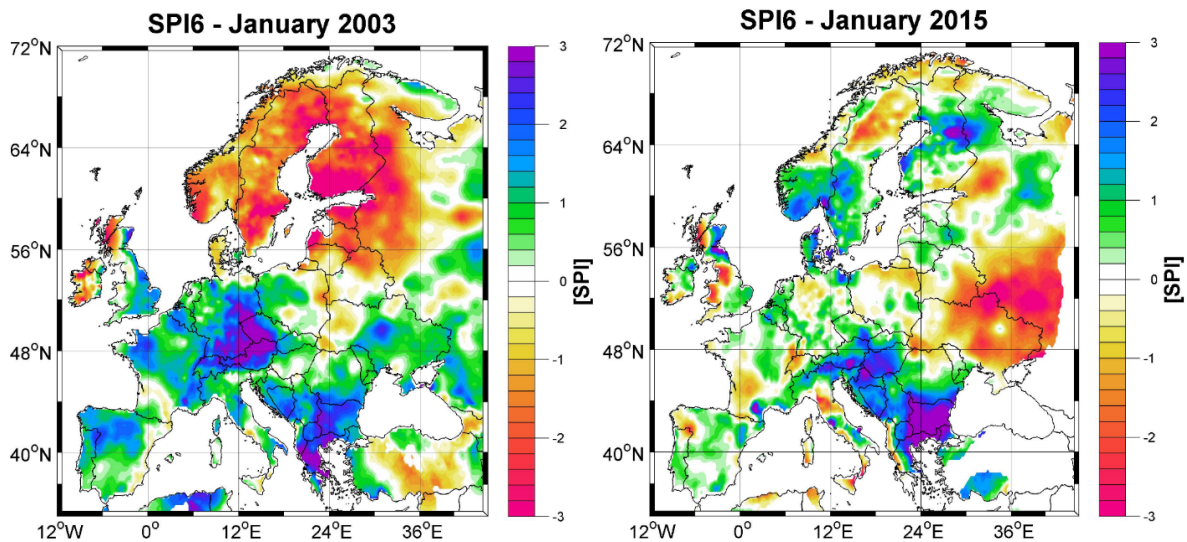 SPI6 - January 2003
72°N
64°N
56°N
48°N
40°N
12°W
0°
12°E
24°E
36°E
3
2
1
0
-1
-2
-3
[SPI]
SPI6 - January 2015
72°N
64°N
56°N
48°N
40°N
12°W
0°
12°E
24°E
36°E
3
2
1
0
-1
-2
-3
[SPI]